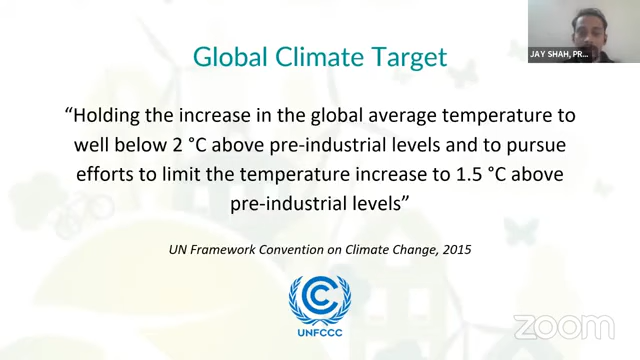 JAY SHAH, PR...
Global Climate Target
“Holding the increase in the global average temperature to
well below 2 °C above pre-industrial levels and to pursue
efforts to limit the temperature increase to 1.5 °C above
pre-industrial levels”
UN Framework Convention on Climate Change, 2015
UNFCCC
zoom